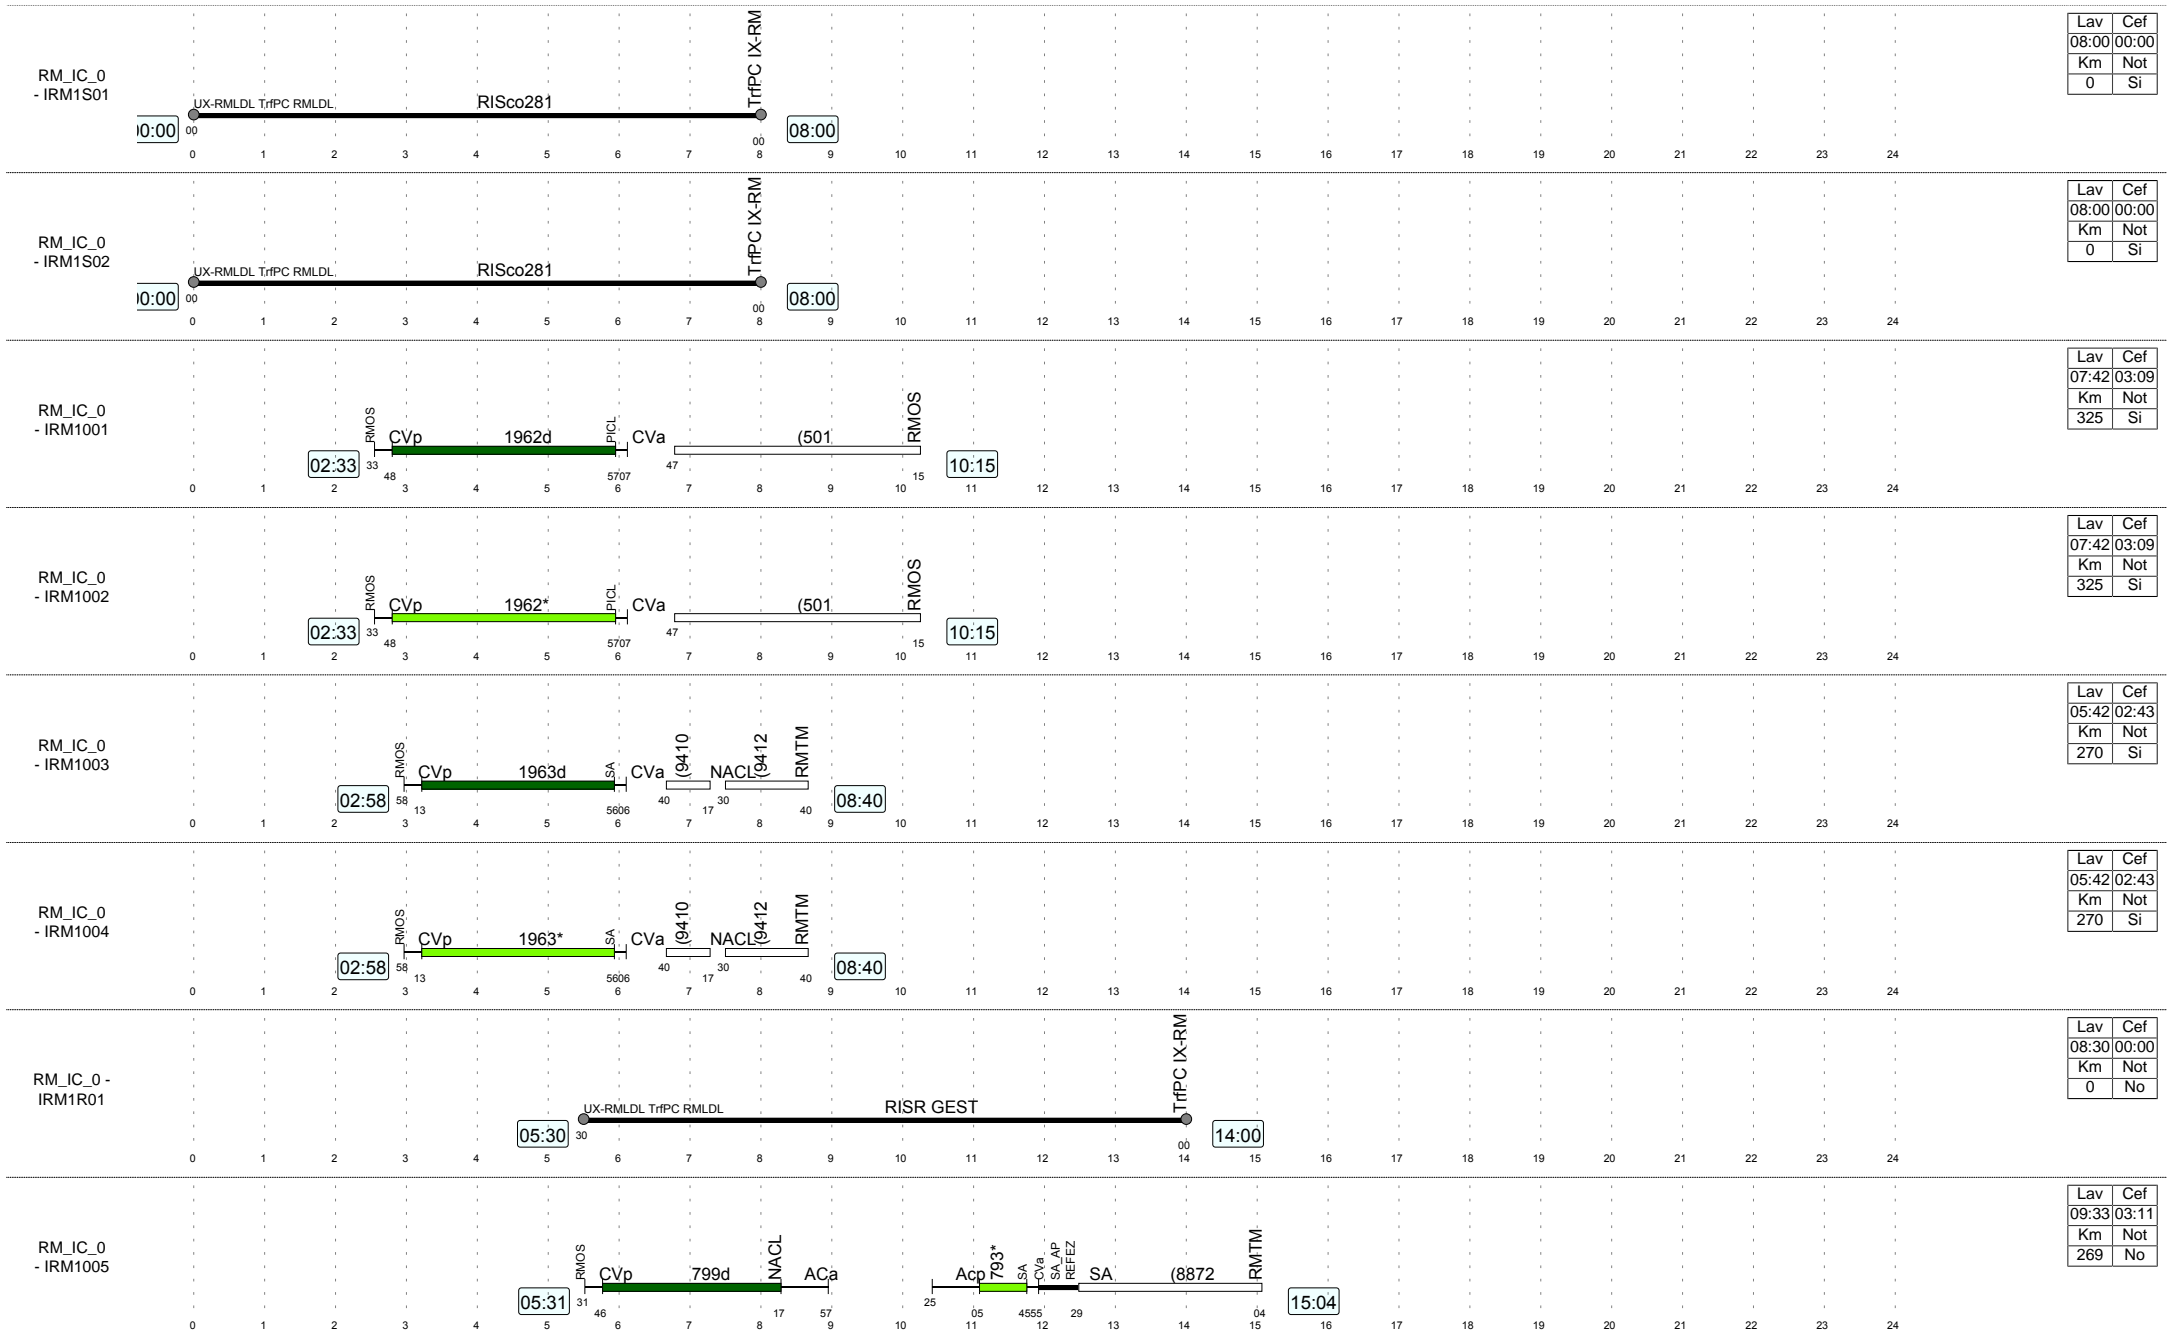 TrfPC IX-RM
RM_IC_0
- IRM1S01
UX-RMLDL TrfPC RMLDL
RISco281
00:00 00
00 08:00
0 1 2 3 4 5 6 7 8 9 10 11 12 13 14 15 16 17 18 19 20 21 22 23 24
Lav Cef
08:00 00:00
Km Not
0 Si
TrfPC IX-RM
RM_IC_0
- IRM1S02
UX-RMLDL TrfPC RMLDL
RISco281
00:00 00
00 08:00
0 1 2 3 4 5 6 7 8 9 10 11 12 13 14 15 16 17 18 19 20 21 22 23 24
Lav Cef
08:00 00:00
Km Not
0 Si
RM_IC_0
- IRM1001
RMOS CVp 1962d PICL CVa (501 RMOS
02:33 33 48 5707 47 15 10:15
0 1 2 3 4 5 6 7 8 9 10 11 12 13 14 15 16 17 18 19 20 21 22 23 24
Lav Cef
07:42 03:09
Km Not
325 Si
RM_IC_0
- IRM1002
RMOS CVp 1962* PICL CVa (501 RMOS
02:33 33 48 5707 47 15 10:15
0 1 2 3 4 5 6 7 8 9 10 11 12 13 14 15 16 17 18 19 20 21 22 23 24
Lav Cef
07:42 03:09
Km Not
325 Si
RM_IC_0
- IRM1003
RMOS CVp 1963d SA CVa (9410 NACL (9412 RMTM
02:58 58 13 5606 40 17 30 40 08:40
0 1 2 3 4 5 6 7 8 9 10 11 12 13 14 15 16 17 18 19 20 21 22 23 24
Lav Cef
05:42 02:43
Km Not
270 Si
RM_IC_0
- IRM1004
RMOS CVp 1963* SA CVa (9410 NACL (9412 RMTM
02:58 58 13 5606 40 17 30 40 08:40
0 1 2 3 4 5 6 7 8 9 10 11 12 13 14 15 16 17 18 19 20 21 22 23 24
Lav Cef
05:42 02:43
Km Not
270 Si
TrfPC IX-RM
RM_IC_0 -
IRM1R01
UX-RMLDL TrfPC RMLDL
RISR GEST
05:30 30
00 14:00
0 1 2 3 4 5 6 7 8 9 10 11 12 13 14 15 16 17 18 19 20 21 22 23 24
Lav Cef
08:30 00:00
Km Not
0 No
RM_IC_0
- IRM1005
RMOS CVp 799d NACL ACa Acp 793* SA CVa SA_AP REFEZ SA (8872 RMTM
05:31 31 46 17 57 25 05 4555 29 04 15:04
0 1 2 3 4 5 6 7 8 9 10 11 12 13 14 15 16 17 18 19 20 21 22 23 24
Lav Cef
09:33 03:11
Km Not
269 No